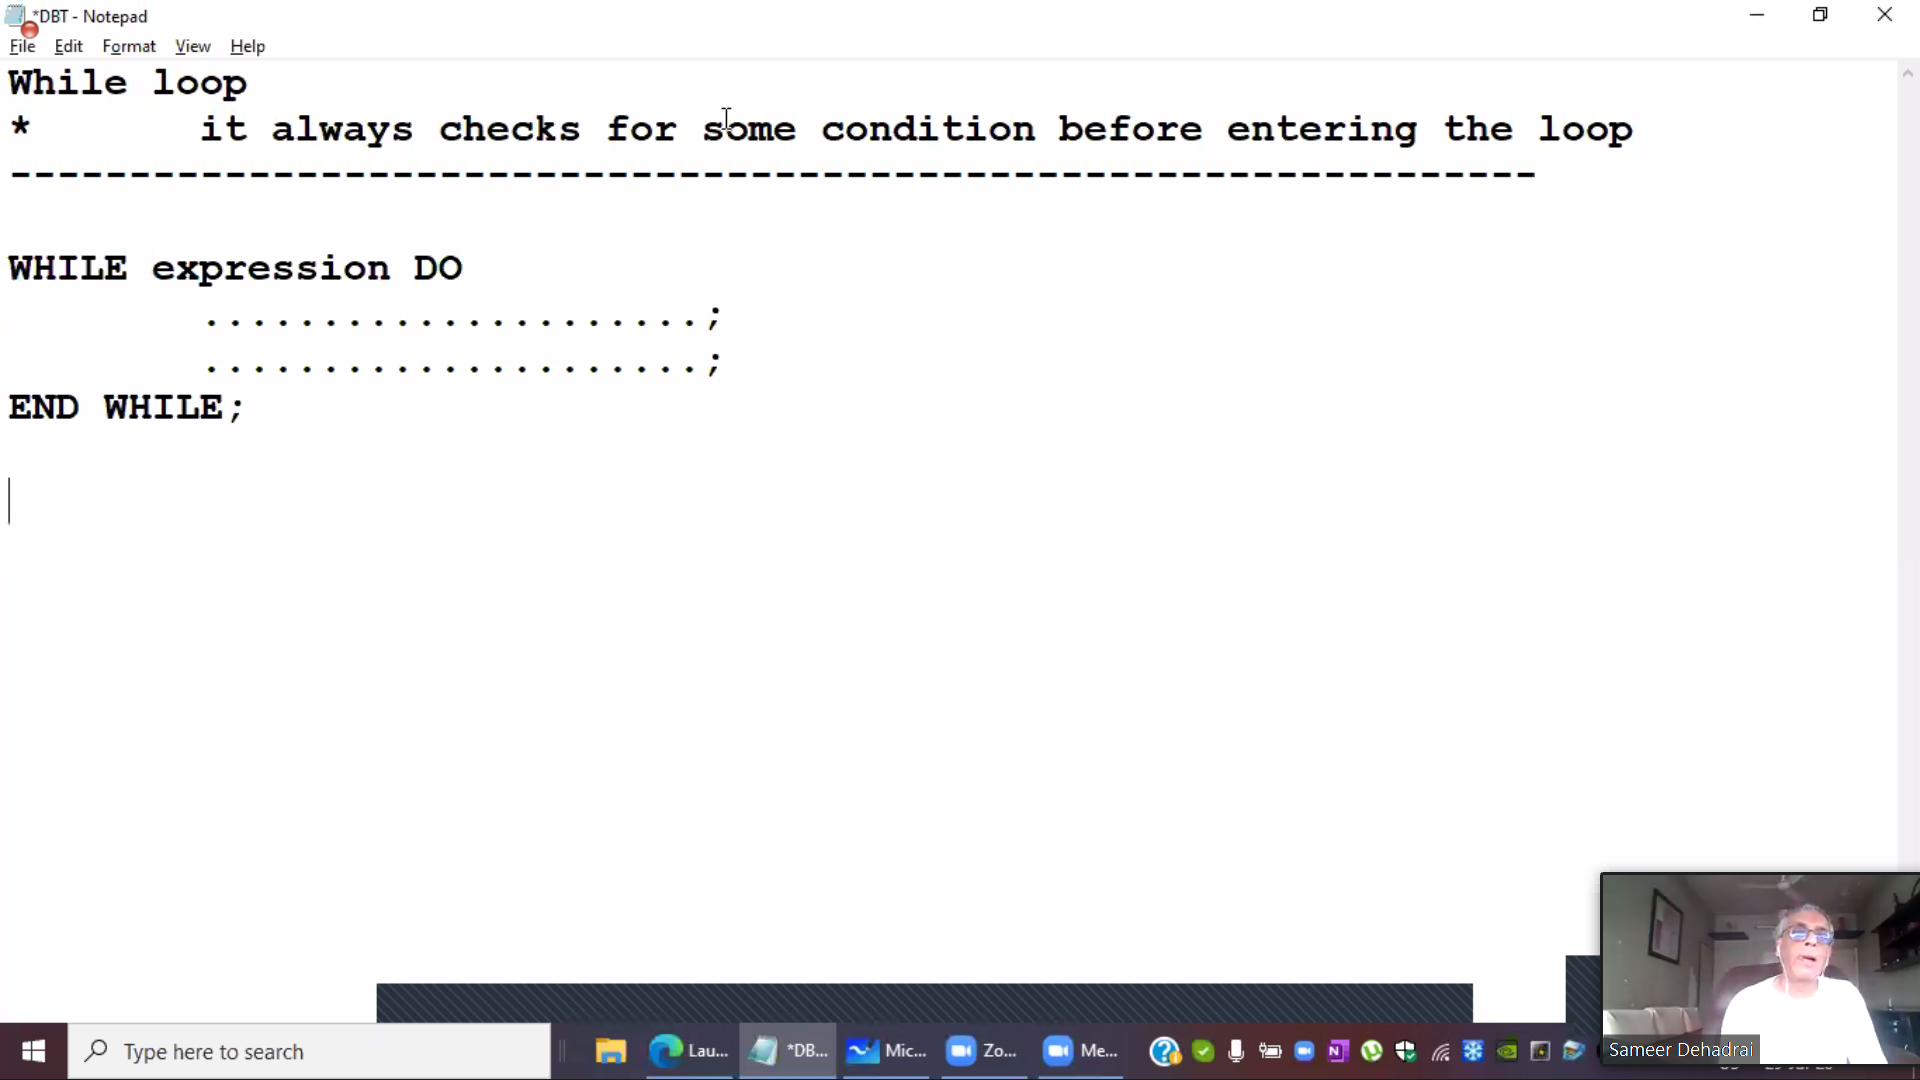 *DBT - Notepad
File Edit Format View Help
While loop
* it always checks for some condition before entering the loop
----------------------------------------------------------------
WHILE expression DO
.....................;
.....................;
END WHILE;
Type here to search
Lau... *DB... Mic... Zo... Me...
Sameer Dehadrai